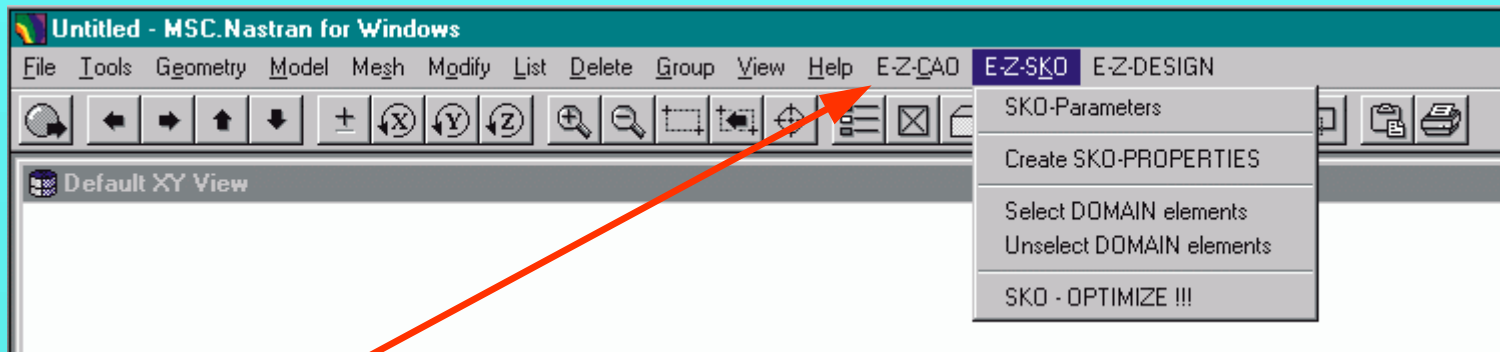 Untitled - MSC.Nastran for Windows
File Tools Geometry Model Mesh Modify List Delete Group View Help E-Z-CAO E-Z-SKO E-Z-DESIGN
SKO-Parameters
± X Y Z
Create SKO-PROPERTIES
Default XY View
Select DOMAIN elements
Unselect DOMAIN elements
SKO - OPTIMIZE !!!